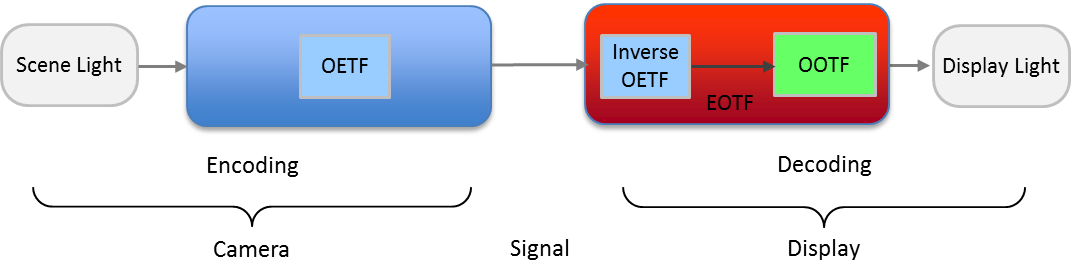 Scene Light
OETF
Inverse
OETF
EOTF
OOTF
Display Light
Encoding
Decoding
Camera
Signal
Display